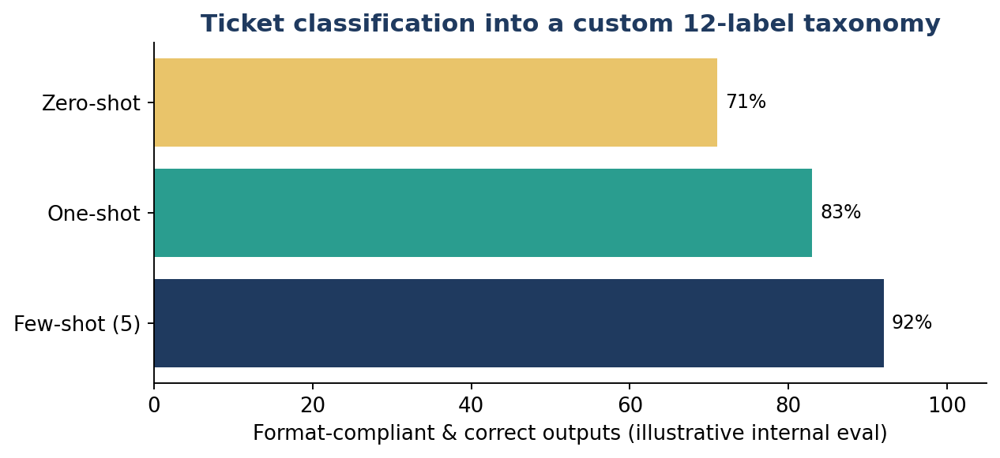 Ticket classification into a custom 12-label taxonomy
Zero-shot
71%
One-shot
83%
Few-shot (5)
92%
0 20 40 60 80 100
Format-compliant & correct outputs (illustrative internal eval)